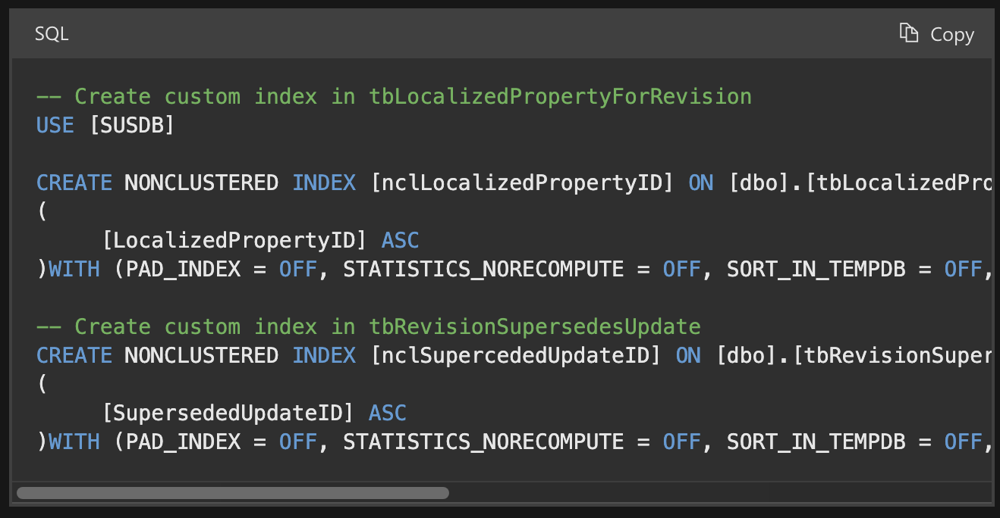 SQL
Copy
-- Create custom index in tbLocalizedPropertyForRevision
USE [SUSDB]
CREATE NONCLUSTERED INDEX [nclLocalizedPropertyID] ON [dbo].[tbLocalizedPro
(
[LocalizedPropertyID] ASC
)WITH (PAD_INDEX = OFF, STATISTICS_NORECOMPUTE = OFF, SORT_IN_TEMPDB = OFF,
-- Create custom index in tbRevisionSupersedesUpdate
CREATE NONCLUSTERED INDEX [nclSupercededUpdateID] ON [dbo].[tbRevisionSuper
(
[SupersededUpdateID] ASC
)WITH (PAD_INDEX = OFF, STATISTICS_NORECOMPUTE = OFF, SORT_IN_TEMPDB = OFF,